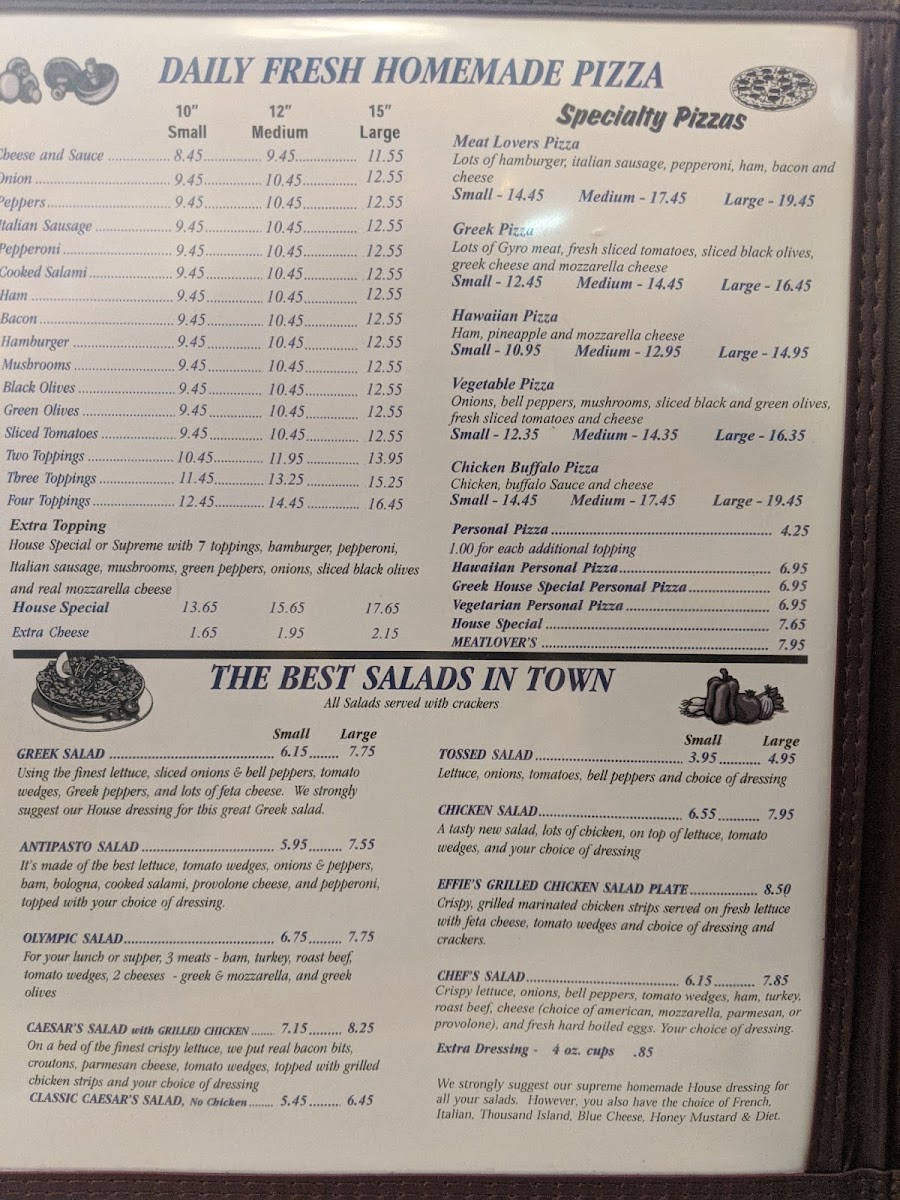 DAILY FRESH HOMEMADE PIZZA
10" 12" 15"
Small Medium Large
Cheese and Sauce 8.45 9.45 11.55
Onion 9.45 10.45 12.55
Peppers 9.45 10.45 12.55
Italian Sausage 9.45 10.45 12.55
Pepperoni 9.45 10.45 12.55
Cooked Salami 9.45 10.45 12.55
Ham 9.45 10.45 12.55
Bacon 9.45 10.45 12.55
Hamburger 9.45 10.45 12.55
Mushrooms 9.45 10.45 12.55
Black Olives 9.45 10.45 12.55
Green Olives 9.45 10.45 12.55
Sliced Tomatoes 9.45 10.45 12.55
Two Toppings 10.45 11.95 13.95
Three Toppings 11.45 13.25 15.25
Four Toppings 12.45 14.45 16.45
Extra Topping
House Special or Supreme with 7 toppings, hamburger, pepperoni,
Italian sausage, mushrooms, green peppers, onions, sliced black olives
and real mozzarella cheese
House Special 13.65 15.65 17.65
Extra Cheese 1.65 1.95 2.15
Specialty Pizzas
Meat Lovers Pizza
Lots of hamburger, italian sausage, pepperoni, ham, bacon and
cheese
Small - 14.45 Medium - 17.45 Large - 19.45
Greek Pizza
Lots of Gyro meat, fresh sliced tomatoes, sliced black olives,
greek cheese and mozzarella cheese
Small - 12.45 Medium - 14.45 Large - 16.45
Hawaiian Pizza
Ham, pineapple and mozzarella cheese
Small - 10.95 Medium - 12.95 Large - 14.95
Vegetable Pizza
Onions, bell peppers, mushrooms, sliced black and green olives,
fresh sliced tomatoes and cheese
Small - 12.35 Medium - 14.35 Large - 16.35
Chicken Buffalo Pizza
Chicken, buffalo Sauce and cheese
Small - 14.45 Medium - 17.45 Large - 19.45
Personal Pizza 4.25
1.00 for each additional topping
Hawaiian Personal Pizza 6.95
Greek House Special Personal Pizza 6.95
Vegetarian Personal Pizza 6.95
House Special 7.65
MEATLOVER'S 7.95
THE BEST SALADS IN TOWN
All Salads served with crackers
Small Large
GREEK SALAD 6.15 7.75
Using the finest lettuce, sliced onions & bell peppers, tomato
wedges, Greek peppers, and lots of feta cheese. We strongly
suggest our House dressing for this great Greek salad.
ANTIPASTO SALAD 5.95 7.55
It's made of the best lettuce, tomato wedges, onions & peppers,
ham, bologna, cooked salami, provolone cheese, and pepperoni,
topped with your choice of dressing.
OLYMPIC SALAD 6.75 7.75
For your lunch or supper, 3 meats - ham, turkey, roast beef,
tomato wedges, 2 cheeses - greek & mozzarella, and greek
olives
CAESAR'S SALAD with GRILLED CHICKEN 7.15 8.25
On a bed of the finest crispy lettuce, we put real bacon bits,
croutons, parmesan cheese, tomato wedges, topped with grilled
chicken strips and your choice of dressing
CLASSIC CAESAR'S SALAD, No Chicken 5.45 6.45
Small Large
TOSSED SALAD 3.95 4.95
Lettuce, onions, tomatoes, bell peppers and choice of dressing
CHICKEN SALAD 6.55 7.95
A tasty new salad, lots of chicken, on top of lettuce, tomato
wedges, and your choice of dressing
EFFIE'S GRILLED CHICKEN SALAD PLATE 8.50
Crispy, grilled marinated chicken strips served on fresh lettuce
with feta cheese, tomato wedges and choice of dressing and
crackers.
CHEF'S SALAD 6.15 7.85
Crispy lettuce, onions, bell peppers, tomato wedges, ham, turkey,
roast beef, cheese (choice of american, mozzarella, parmesan, or
provolone), and fresh hard boiled eggs. Your choice of dressing.
Extra Dressing - 4 oz. cups .85
We strongly suggest our supreme homemade House dressing for
all your salads. However, you also have the choice of French,
Italian, Thousand Island, Blue Cheese, Honey Mustard & Diet.